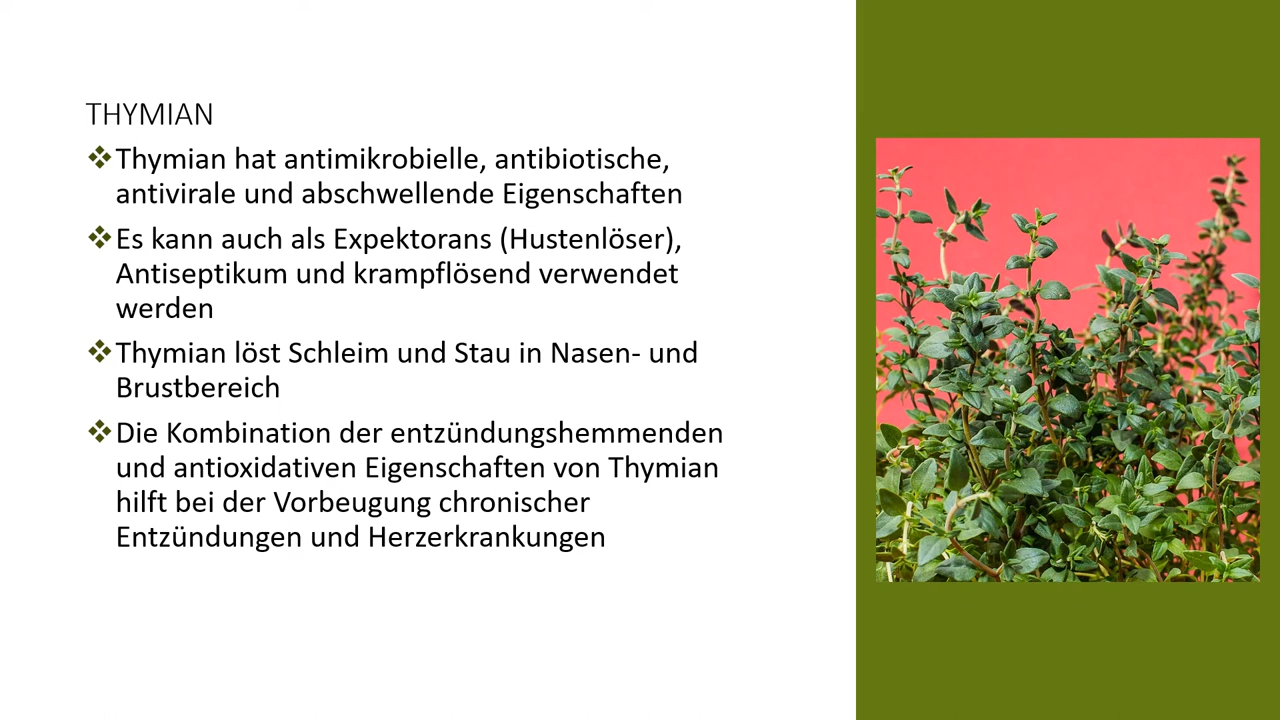 THYMIAN
❖Thymian hat antimikrobielle, antibiotische,
antivirale und abschwellende Eigenschaften
❖Es kann auch als Expektorans (Hustenlöser),
Antiseptikum und krampflösend verwendet
werden
❖Thymian löst Schleim und Stau in Nasen- und
Brustbereich
❖Die Kombination der entzündungshemmenden
und antioxidativen Eigenschaften von Thymian
hilft bei der Vorbeugung chronischer
Entzündungen und Herzerkrankungen